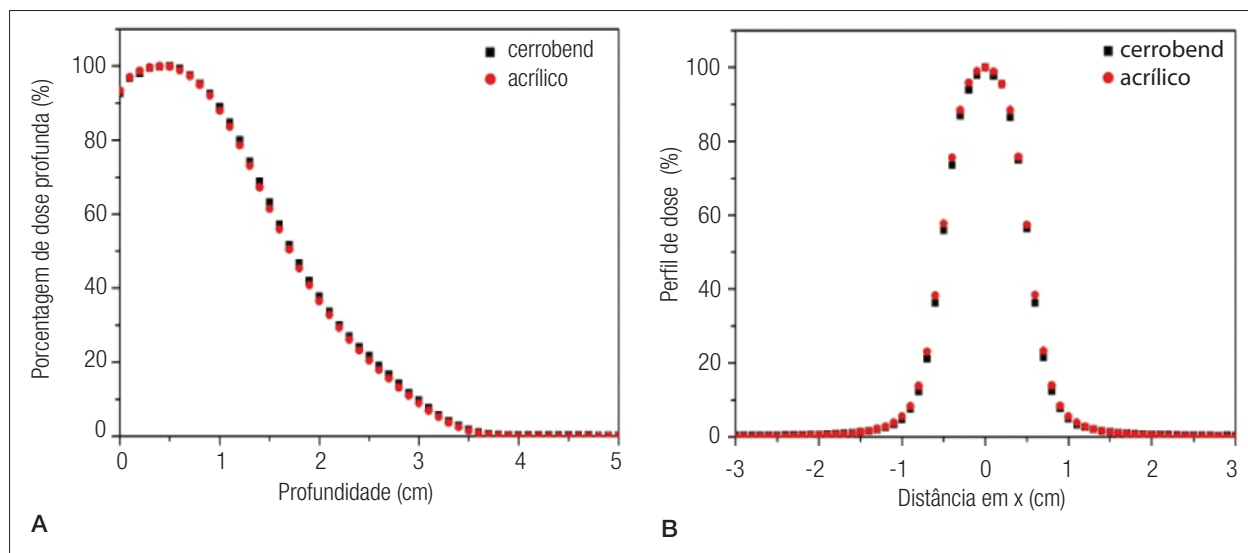 cerrobend
acrílico
Porcentagem de dose profunda (%)
100
80
60
40
20
0
0 1 2 3 4 5
Profundidade (cm)
A
cerrobend
acrílico
Perfil de dose (%)
100
80
60
40
20
0
-3 -2 -1 0 1 2 3
Distância em x (cm)
B